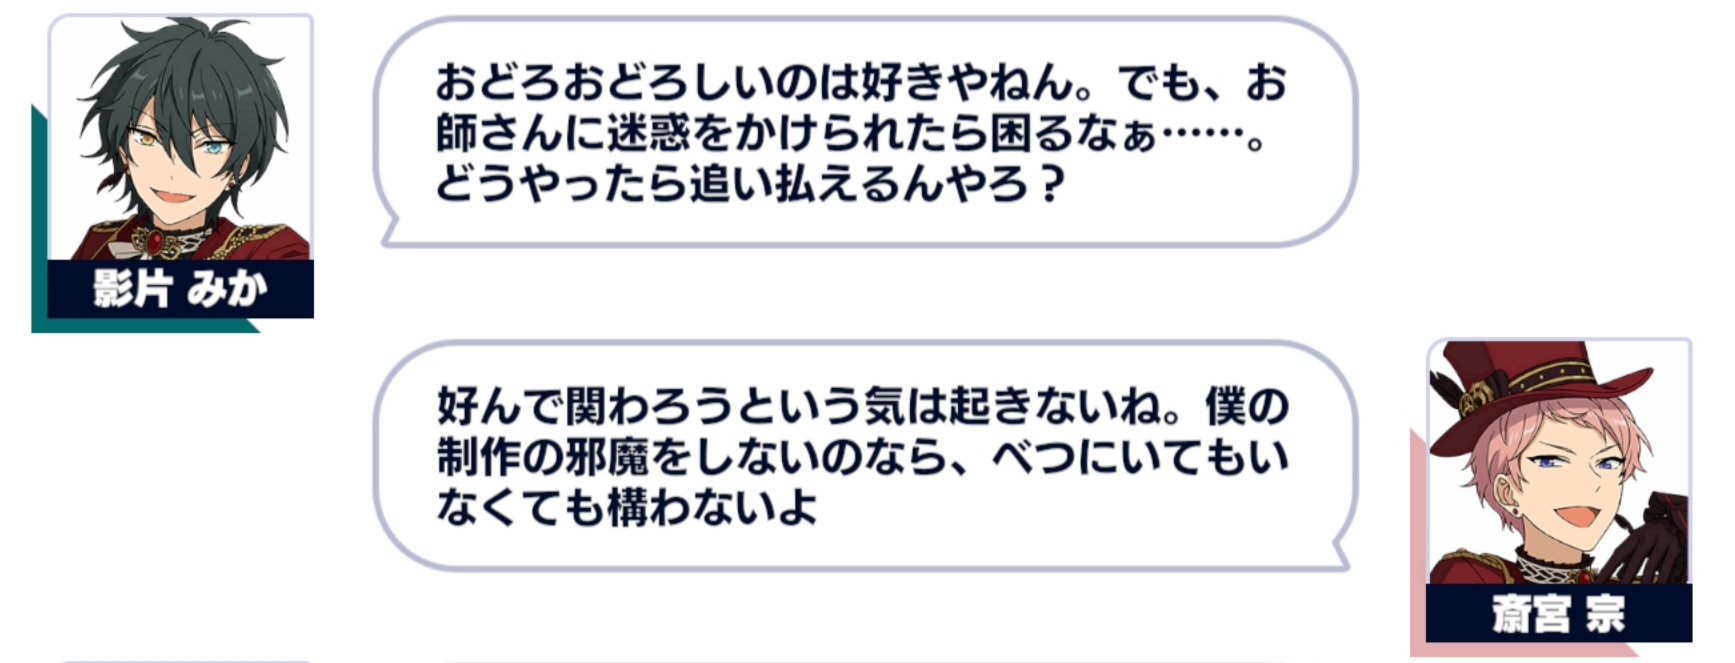 おどろおどろしいのは好きやねん。でも、お
師さんに迷惑をかけられたら困るなぁ……。
どうやったら追い払えるんやろ？
影片 みか
好んで関わろうという気は起きないね。僕の
制作の邪魔をしないのなら、べつにいてもい
なくても構わないよ
斎宮 宗